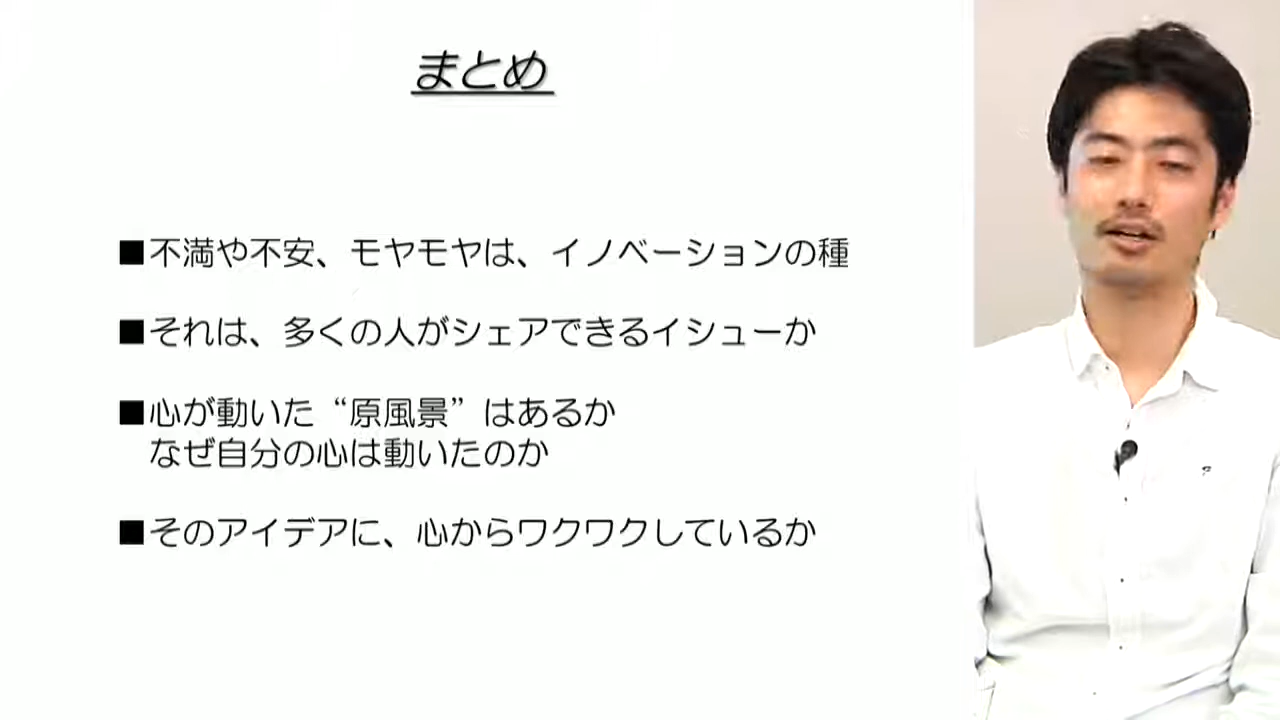 まとめ
■不満や不安、モヤモヤは、イノベーションの種
■それは、多くの人がシェアできるイシューか
■心が動いた“原風景”はあるか
なぜ自分の心は動いたのか
■そのアイデアに、心からワクワクしているか